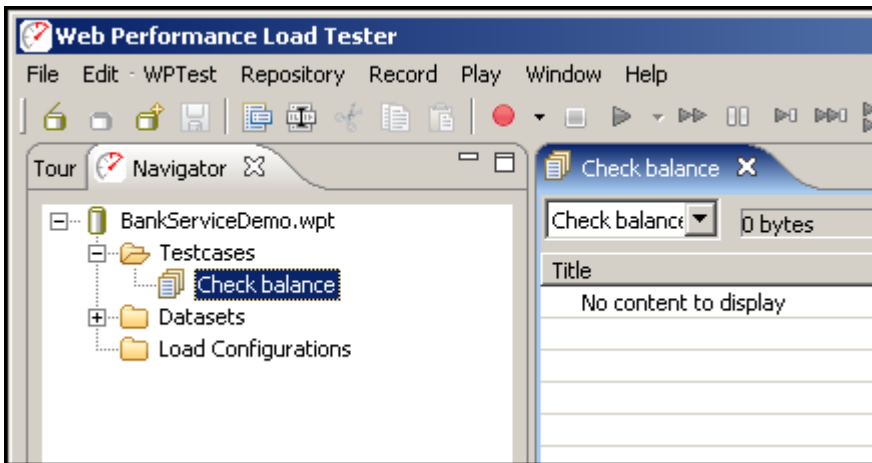 Web Performance Load Tester
File Edit WPTest Repository Record Play Window Help
Tour Navigator
Check balance
BankServiceDemo.wpt
Testcases
Check balance
Datasets
Load Configurations
Check balance 0 bytes
Title
No content to display